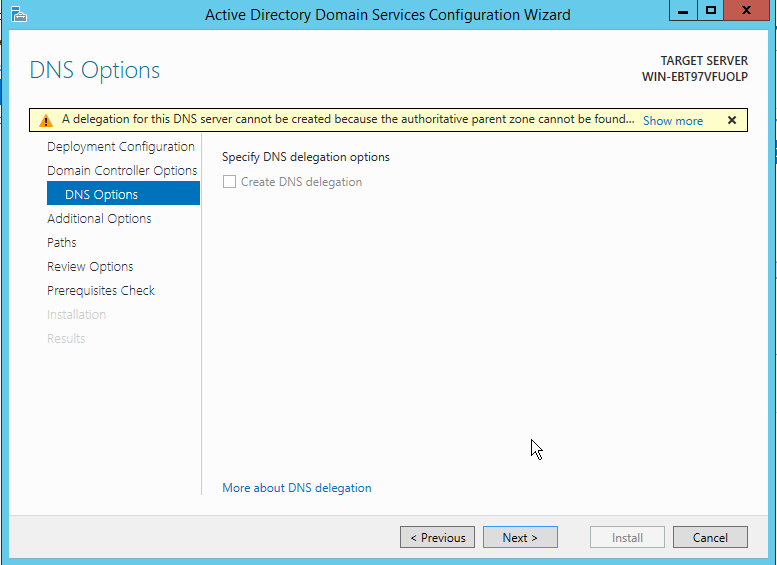 Active Directory Domain Services Configuration Wizard
DNS Options
TARGET SERVER
WIN-EBT97VFUOLP
A delegation for this DNS server cannot be created because the authoritative parent zone cannot be found... Show more
Deployment Configuration
Domain Controller Options
DNS Options
Additional Options
Paths
Review Options
Prerequisites Check
Installation
Results
Specify DNS delegation options
Create DNS delegation
More about DNS delegation
< Previous
Next >
Install
Cancel